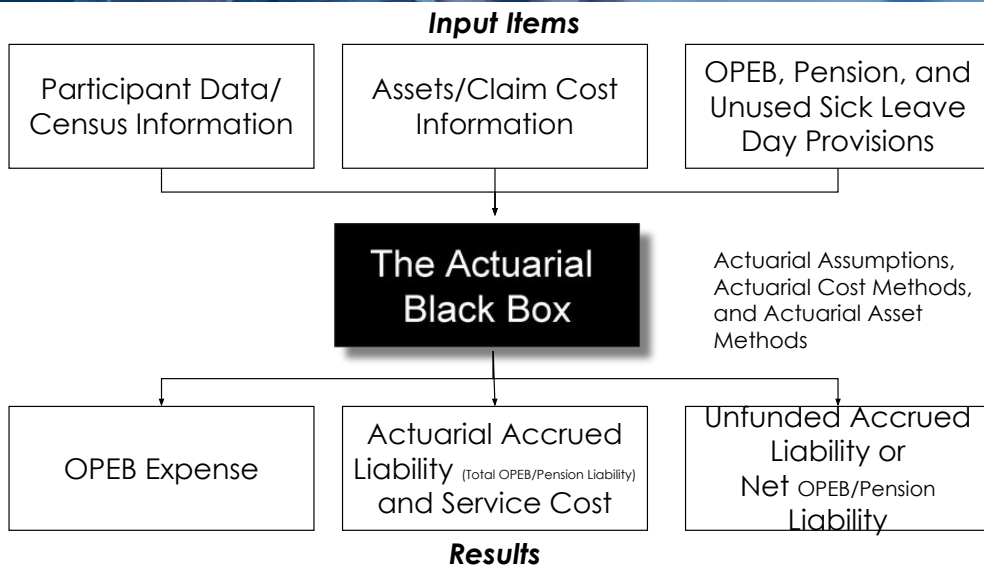 Input Items
Participant Data/
Census Information
Assets/Claim Cost
Information
OPEB, Pension, and
Unused Sick Leave
Day Provisions
The Actuarial
Black Box
Actuarial Assumptions,
Actuarial Cost Methods,
and Actuarial Asset
Methods
OPEB Expense
Actuarial Accrued
Liability (Total OPEB/Pension Liability)
and Service Cost
Unfunded Accrued
Liability or
Net OPEB/Pension
Liability
Results